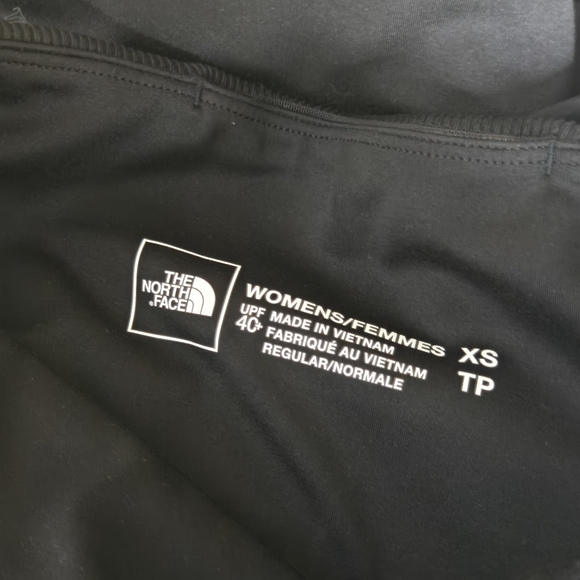 THE
NORTH
FACE
WOMENS/FEMMES XS
UPF MADE IN VIETNAM
40+ FABRIQUÉ AU VIETNAM TP
REGULAR/NORMALE